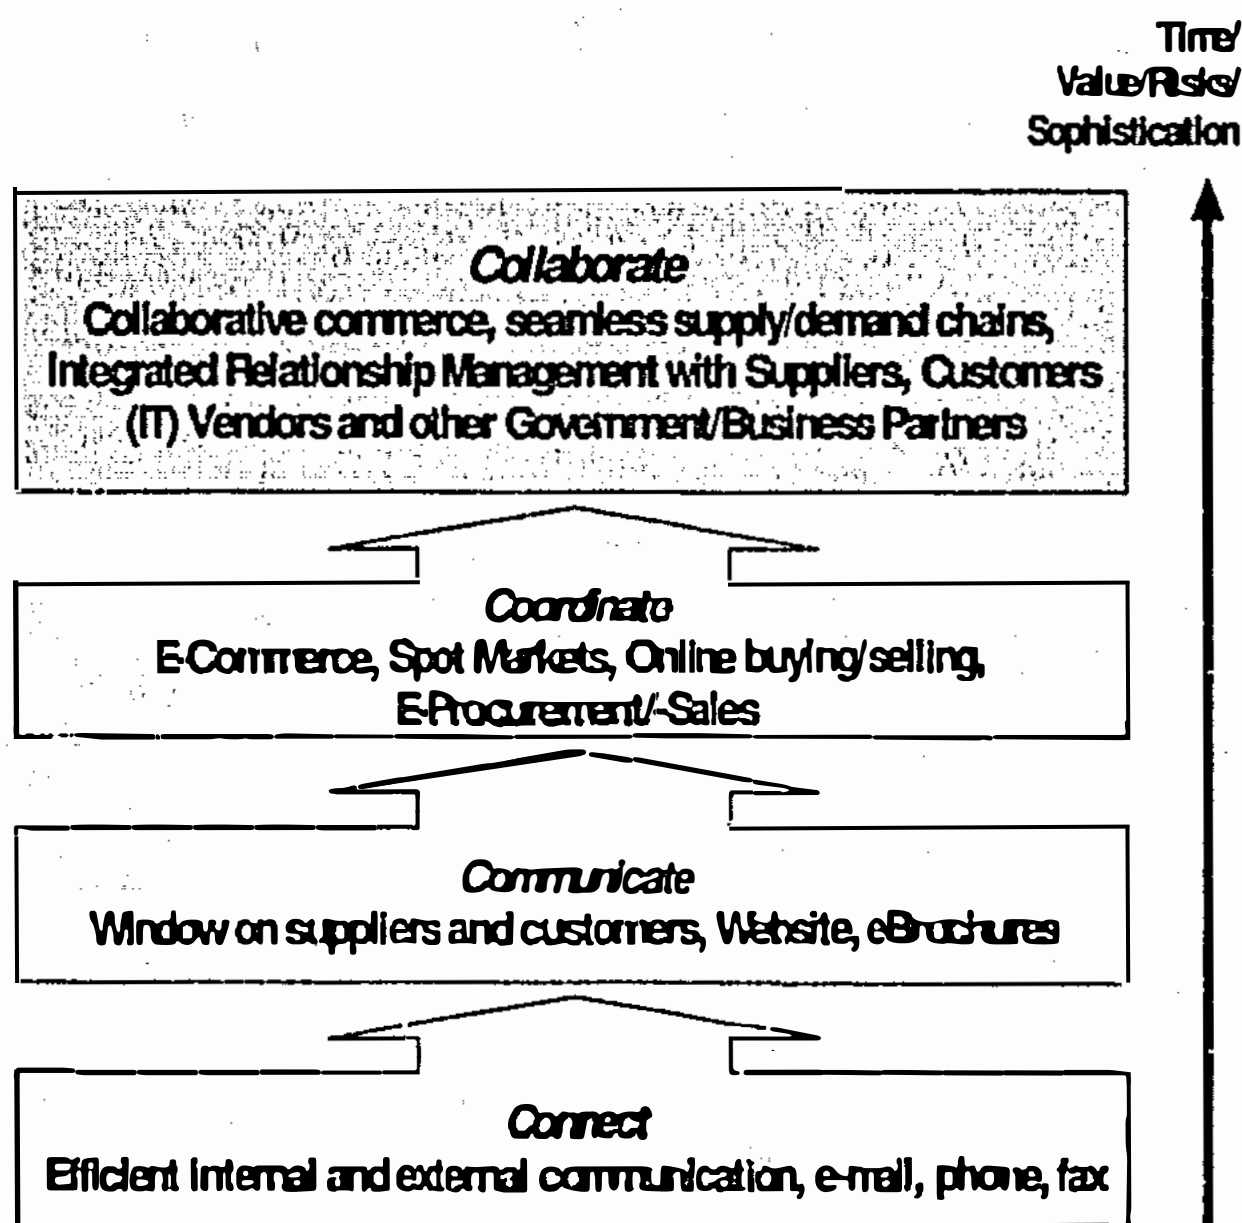 Time/
Value/Risks/
Sophistication
Collaborate
Collaborative commerce, seamless supply/demand chains,
Integrated Relationship Management with Suppliers, Customers
(IT) Vendors and other Government/Business Partners
Coordinate
E-Commerce, Spot Markets, Online buying/selling,
E-Procurement/-Sales
Communicate
Window on suppliers and customers, Website, eBrochures
Connect
Efficient internal and external communication, e-mail, phone, fax